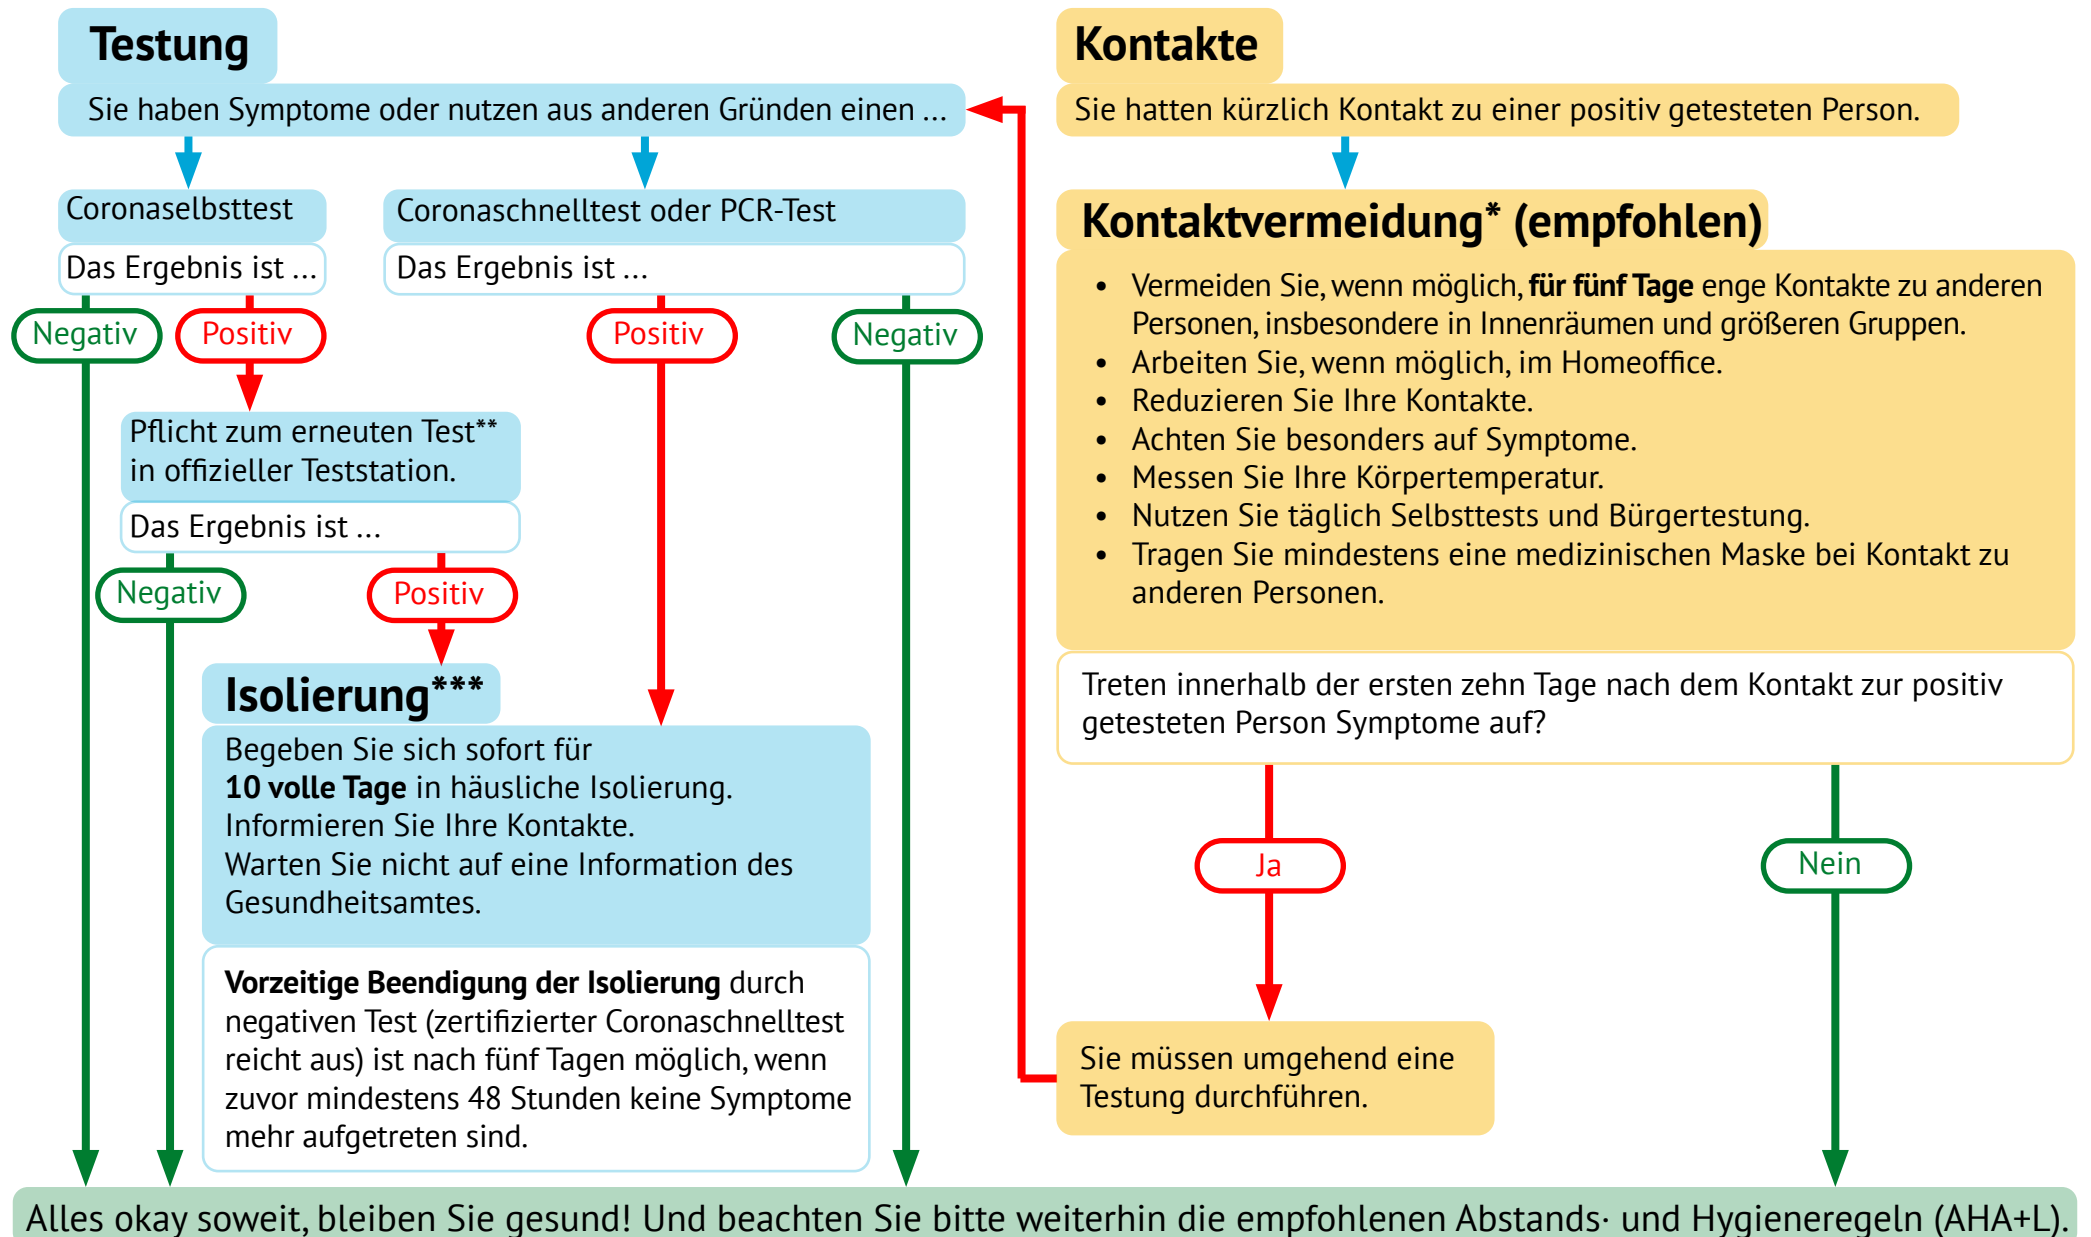 Testung
Sie haben Symptome oder nutzen aus anderen Gründen einen ...
Coronaselbsttest
Das Ergebnis ist ...
Negativ
Positiv
Coronaschnelltest oder PCR-Test
Das Ergebnis ist ...
Positiv
Negativ
Pflicht zum erneuten Test**
in offizieller Teststation.
Das Ergebnis ist ...
Negativ
Positiv
Isolierung***
Begeben Sie sich sofort für
10 volle Tage in häusliche Isolierung.
Informieren Sie Ihre Kontakte.
Warten Sie nicht auf eine Information des
Gesundheitsamtes.
Vorzeitige Beendigung der Isolierung durch
negativen Test (zertifizierter Coronaschnelltest
reicht aus) ist nach fünf Tagen möglich, wenn
zuvor mindestens 48 Stunden keine Symptome
mehr aufgetreten sind.
Kontakte
Sie hatten kürzlich Kontakt zu einer positiv getesteten Person.
Kontaktvermeidung* (empfohlen)
• Vermeiden Sie, wenn möglich, für fünf Tage enge Kontakte zu anderen
Personen, insbesondere in Innenräumen und größeren Gruppen.
• Arbeiten Sie, wenn möglich, im Homeoffice.
• Reduzieren Sie Ihre Kontakte.
• Achten Sie besonders auf Symptome.
• Messen Sie Ihre Körpertemperatur.
• Nutzen Sie täglich Selbsttests und Bürgertestung.
• Tragen Sie mindestens eine medizinischen Maske bei Kontakt zu
anderen Personen.
Treten innerhalb der ersten zehn Tage nach dem Kontakt zur positiv
getesteten Person Symptome auf?
Ja
Nein
Sie müssen umgehend eine
Testung durchführen.
Alles okay soweit, bleiben Sie gesund! Und beachten Sie bitte weiterhin die empfohlenen Abstands- und Hygieneregeln (AHA+L).